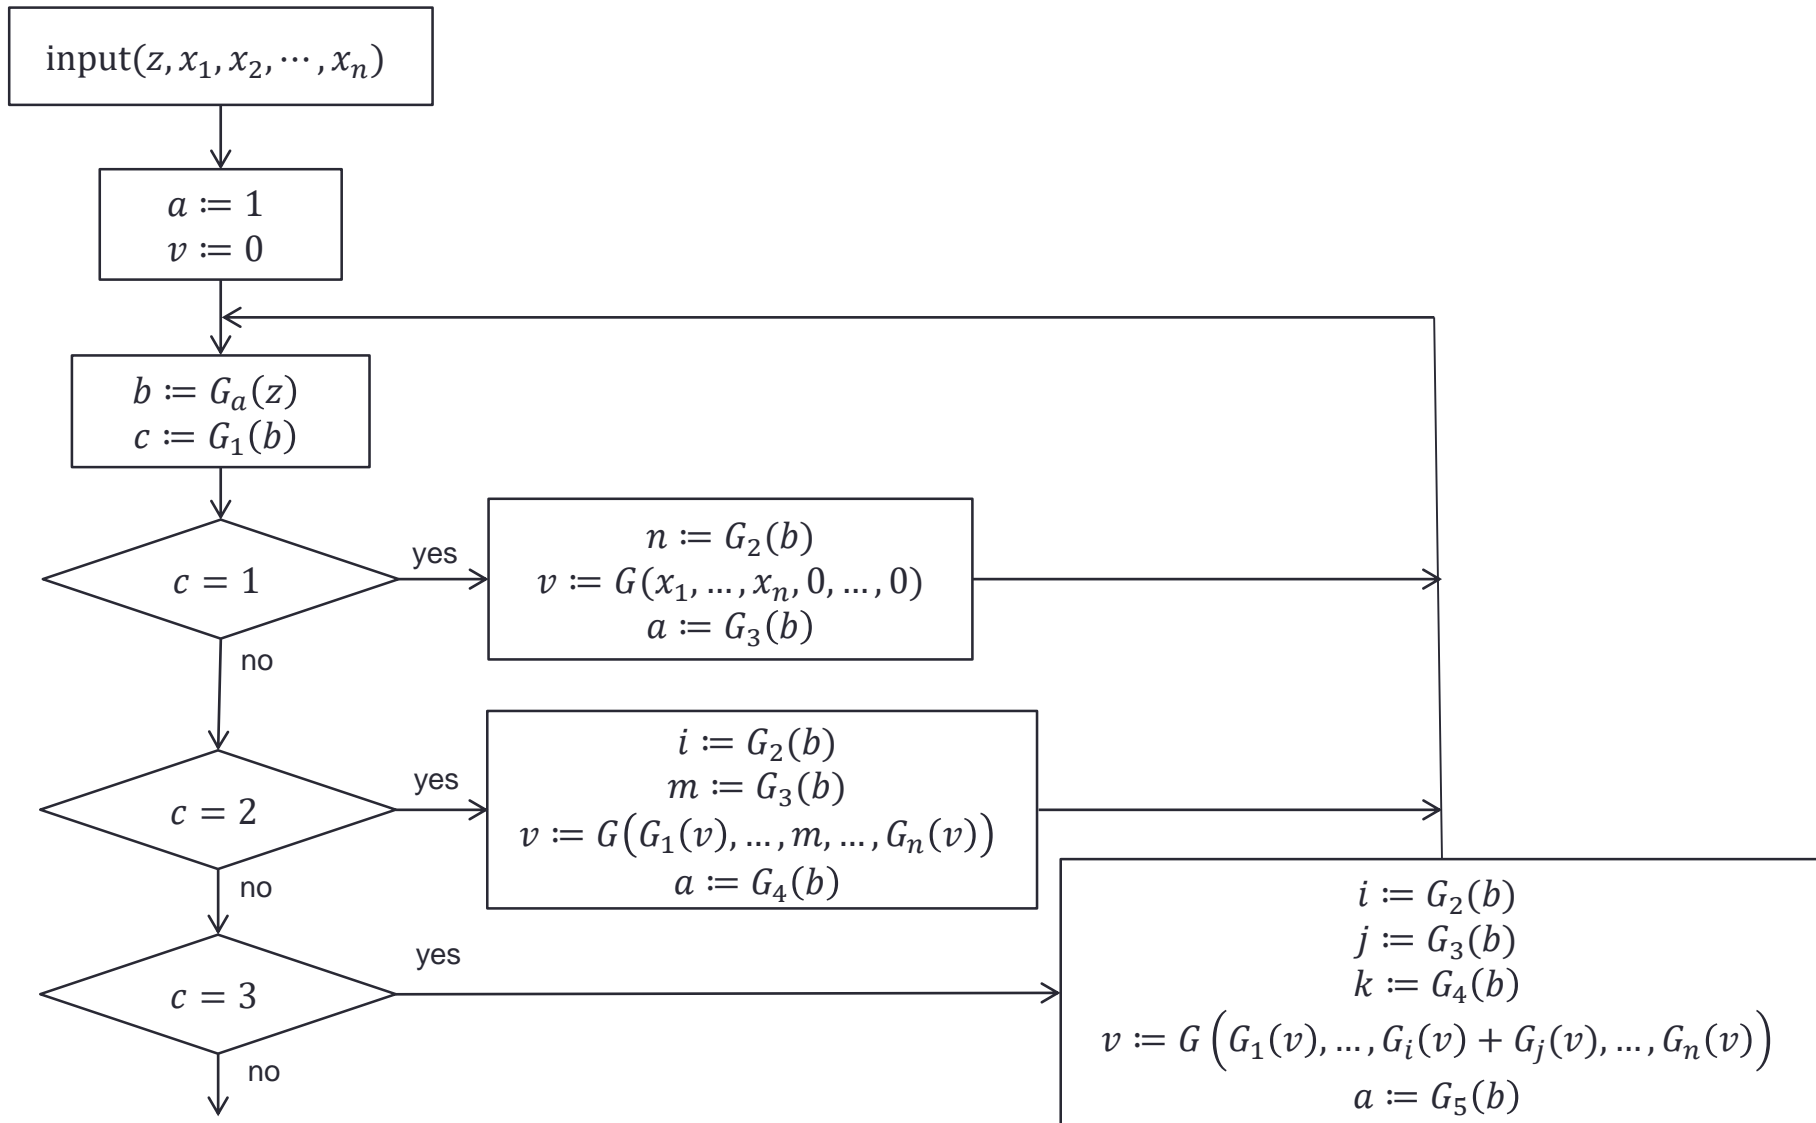 input(z, x₁, x₂, ⋯, xₙ)
a ≔ 1
v ≔ 0
b ≔ Gₐ(z)
c ≔ G₁(b)
c = 1
yes
n ≔ G₂(b)
v ≔ G(x₁, …, xₙ, 0, …, 0)
a ≔ G₃(b)
no
c = 2
yes
i ≔ G₂(b)
m ≔ G₃(b)
v ≔ G(G₁(v), …, m, …, Gₙ(v))
a ≔ G₄(b)
no
c = 3
yes
i ≔ G₂(b)
j ≔ G₃(b)
k ≔ G₄(b)
v ≔ G(G₁(v), …, Gᵢ(v) + Gⱼ(v), …, Gₙ(v))
a ≔ G₅(b)
no